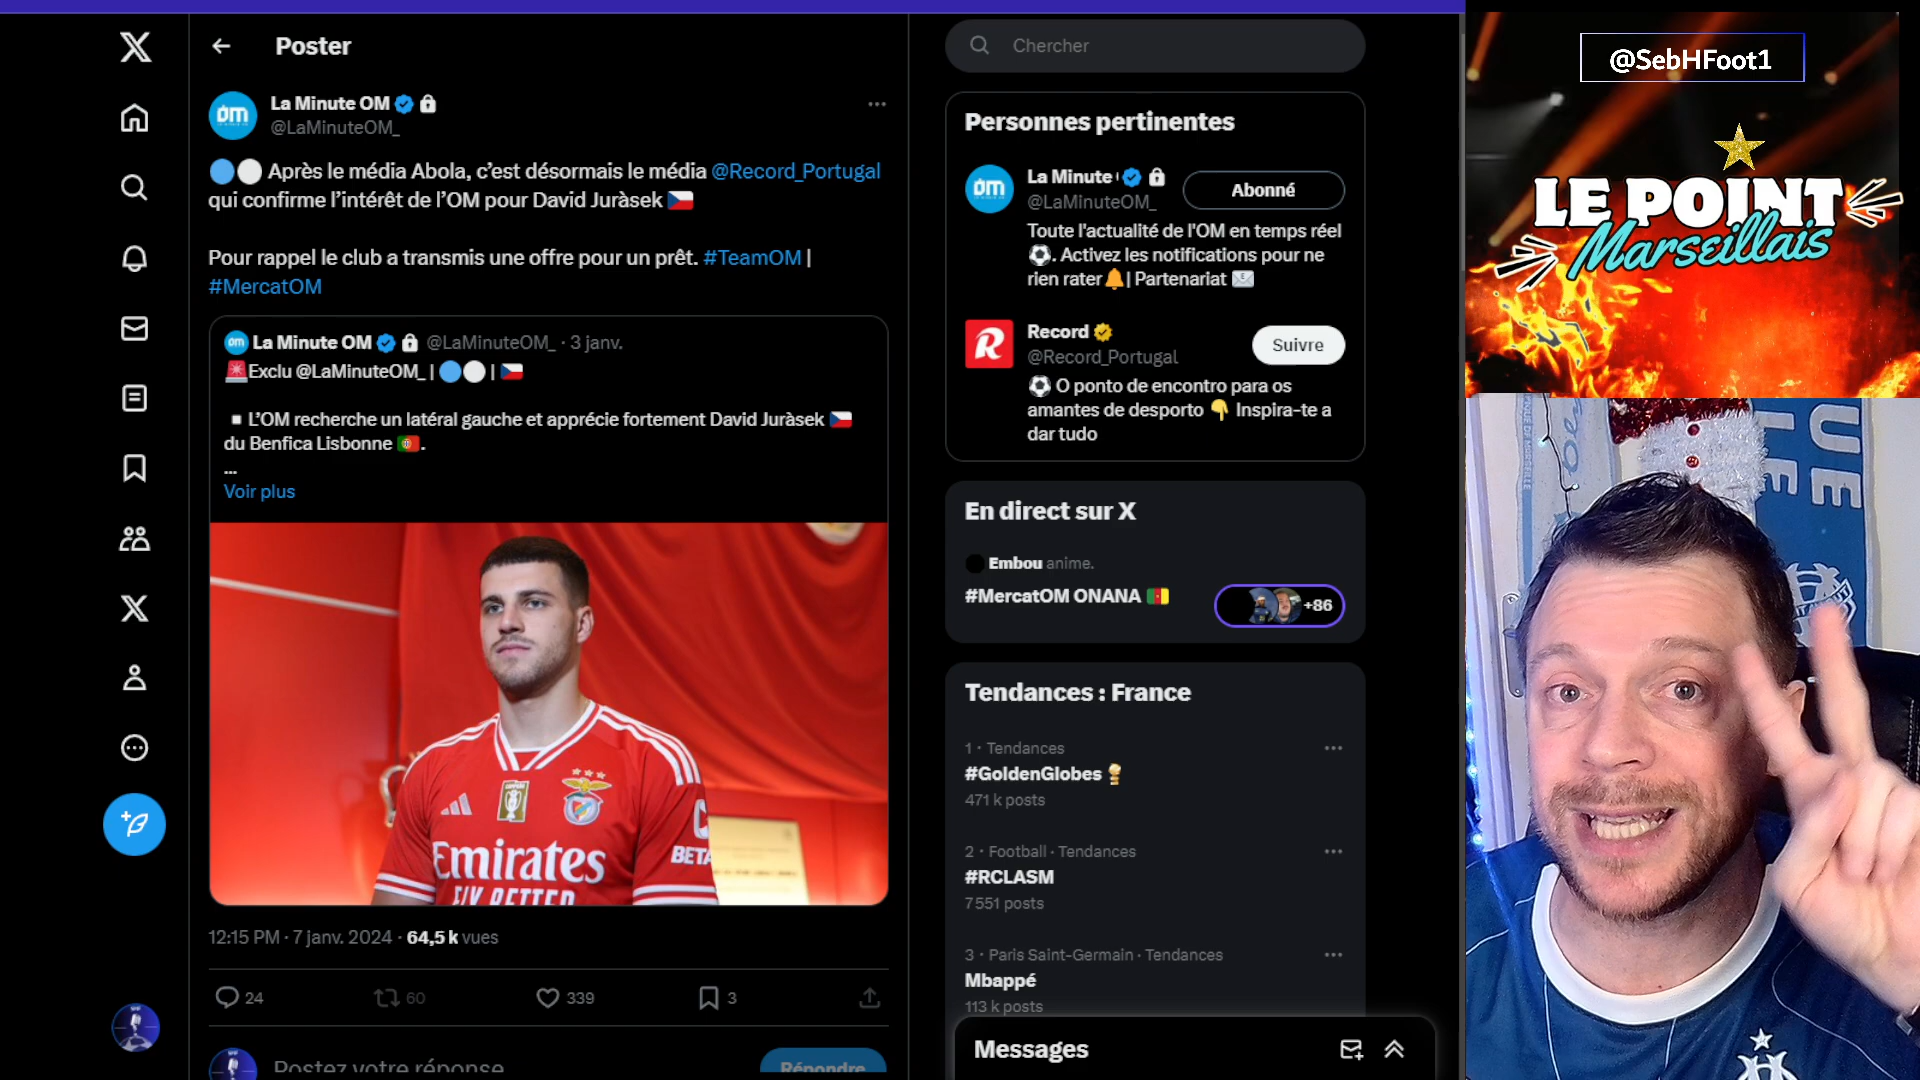 Poster
La Minute OM
@LaMinuteOM_
Après le média Abola, c’est désormais le média @Record_Portugal
qui confirme l’intérêt de l’OM pour David Juràsek
Pour rappel le club a transmis une offre pour un prêt. #TeamOM |
#MercatOM
La Minute OM @LaMinuteOM_ · 3 janv.
Exclu @LaMinuteOM_ | |
L’OM recherche un latéral gauche et apprécie fortement David Juràsek
du Benfica Lisbonne .
...
Voir plus
Emirates
FLY BETTER
12:15 PM · 7 janv. 2024 · 64,5 k vues
24
60
339
3
Postez votre réponse
Répondre
Chercher
Personnes pertinentes
La Minute
@LaMinuteOM_
Abonné
Toute l'actualité de l'OM en temps réel
. Activez les notifications pour ne
rien rater | Partenariat
Record
@Record_Portugal
Suivre
O ponto de encontro para os
amantes de desporto Inspira-te a
dar tudo
En direct sur X
Embou anime.
#MercatOM ONANA
+86
Tendances : France
1 · Tendances
#GoldenGlobes
471 k posts
2 · Football · Tendances
#RCLASM
7 551 posts
3 · Paris Saint-Germain · Tendances
Mbappé
113 k posts
Messages
@SebHFoot1
LE POINT
Marseillais